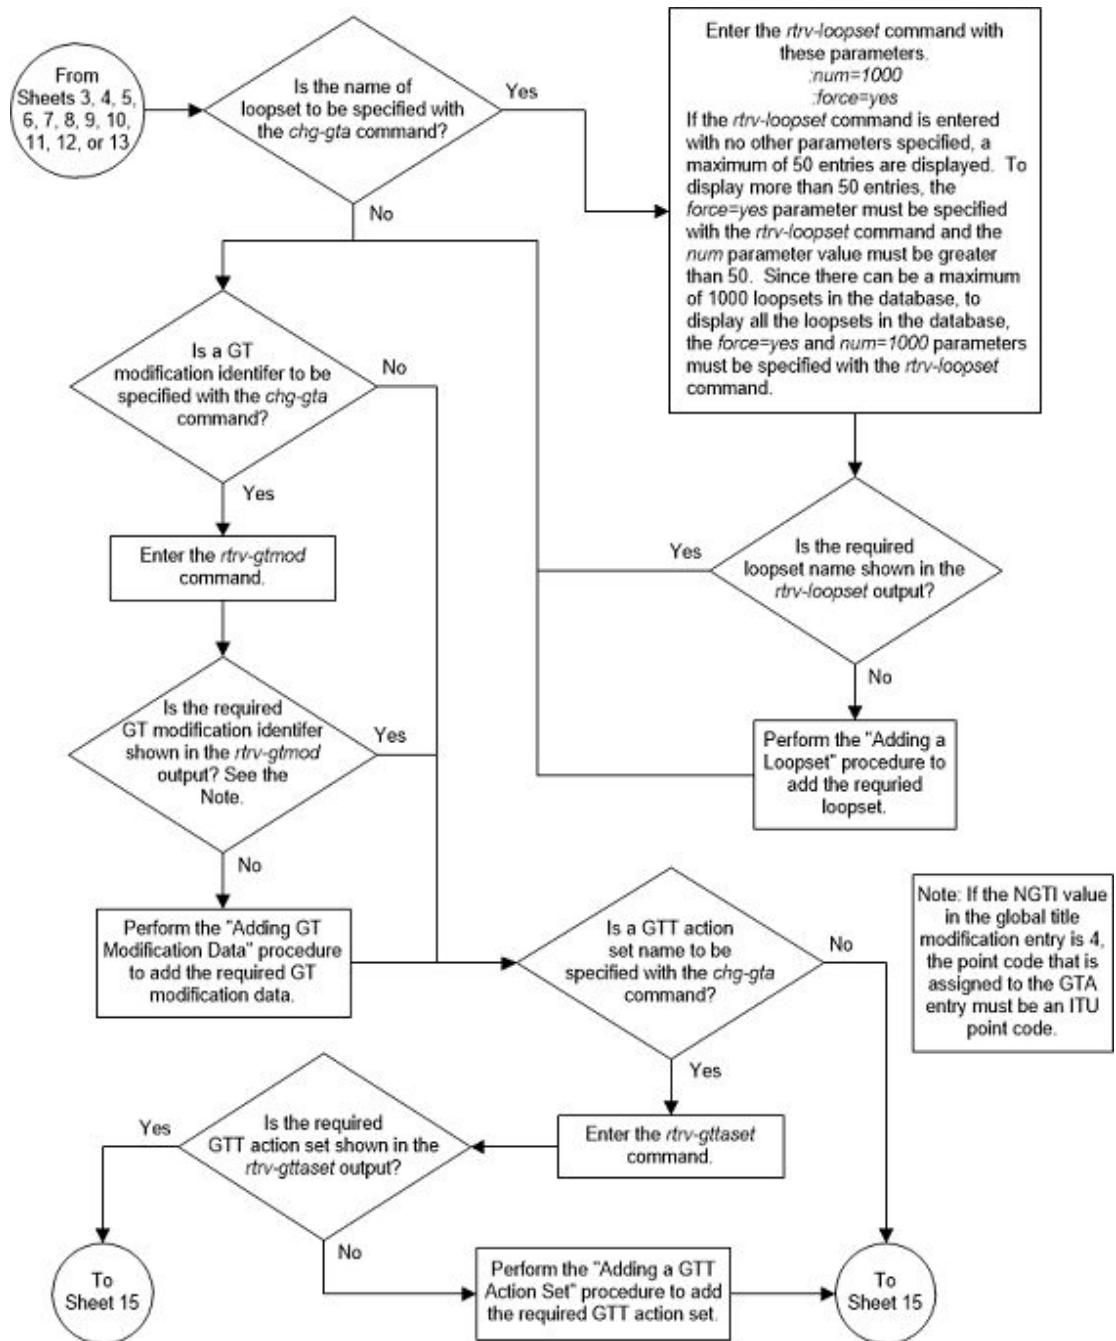 From
Sheets 3, 4, 5,
6, 7, 8, 9, 10,
11, 12, or 13
Is the name of
loopset to be specified with
the chg-gta command?
Yes
No
Enter the rtrv-loopset command with
these parameters.
:num=1000
:force=yes
If the rtrv-loopset command is entered
with no other parameters specified, a
maximum of 50 entries are displayed. To
display more than 50 entries, the
force=yes parameter must be specified
with the rtrv-loopset command and the
num parameter value must be greater
than 50. Since there can be a maximum
of 1000 loopsets in the database, to
display all the loopsets in the database,
the force=yes and num=1000 parameters
must be specified with the rtrv-loopset
command.
Is a GT
modification identifer to be
specified with the chg-gta
command?
No
Yes
Enter the rtrv-gtmod
command.
Yes
Is the required
loopset name shown in the
rtrv-loopset output?
No
Is the required
GT modification identifer
shown in the rtrv-gtmod
output? See the
Note.
Yes
No
Perform the "Adding a
Loopset" procedure to
add the requried
loopset.
Perform the "Adding GT
Modification Data" procedure
to add the required GT
modification data.
Is a GTT action
set name to be
specified with the chg-gta
command?
No
Yes
Note: If the NGTI value
in the global title
modification entry is 4,
the point code that is
assigned to the GTA
entry must be an ITU
point code.
Enter the rtrv-gttaset
command.
Yes
Is the required
GTT action set shown in the
rtrv-gttaset output?
No
To
Sheet 15
Perform the "Adding a GTT
Action Set" procedure to add
the required GTT action set.
To
Sheet 15